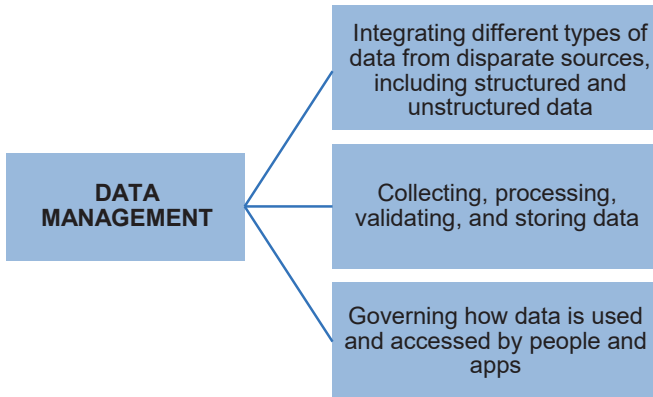 Integrating different types of
data from disparate sources,
including structured and
unstructured data
DATA
MANAGEMENT
Collecting, processing,
validating, and storing data
Governing how data is used
and accessed by people and
apps